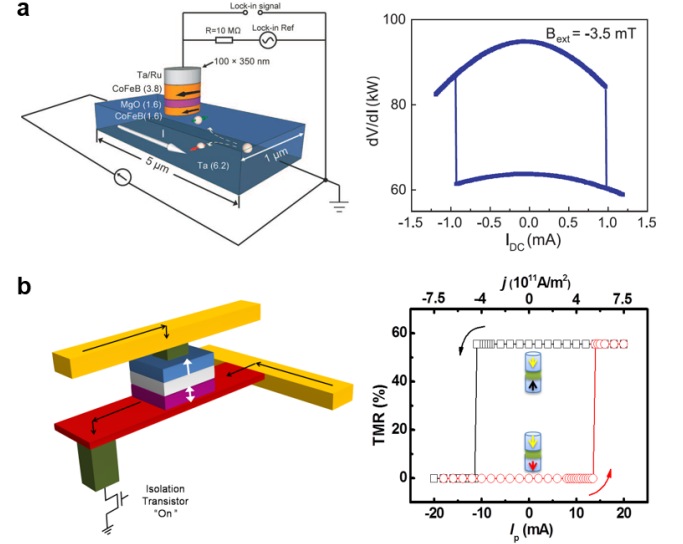 a
Lock-in signal
R=10 MΩ
Lock-in Ref
100 × 350 nm
Ta/Ru
CoFeB (3.8)
MgO (1.6)
CoFeB(1.6)
I
Ta (6.2)
5 µm
1 µm
B_ext = -3.5 mT
dV/dI(kW)
100
80
60
-1.5
-1.0
-0.5
0.0
0.5
1.0
1.5
I_DC(mA)
b
Isolation
Transistor
"On"
j (10^11A/m^2)
-7.5
-4
0
4
7.5
TMR (%)
60
40
20
0
-20
-10
0
10
20
I_p (mA)